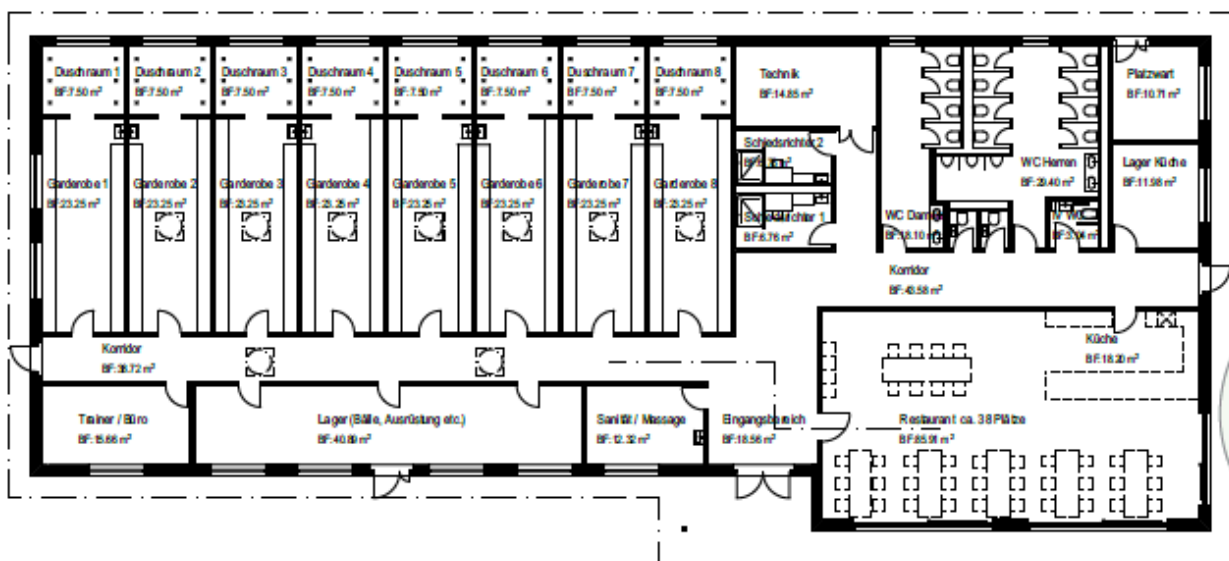 Duschraum 1
BF:7.50 m²
Duschraum 2
BF:7.50 m²
Duschraum 3
BF:7.50 m²
Duschraum 4
BF:7.50 m²
Duschraum 5
BF:7.50 m²
Duschraum 6
BF:7.50 m²
Duschraum 7
BF:7.50 m²
Duschraum 8
BF:7.50 m²
Technik
BF:14.85 m²
Platzwart
BF:10.71 m²
Schiedsrichter 2
WC Herren
BF:29.40 m²
Lager Küche
BF:11.98 m²
Garderobe 1
BF:23.25 m²
Garderobe 2
BF:23.25 m²
Garderobe 3
BF:23.25 m²
Garderobe 4
BF:23.25 m²
Garderobe 5
BF:23.25 m²
Garderobe 6
BF:23.25 m²
Garderobe 7
BF:23.25 m²
Garderobe 8
BF:23.25 m²
Schiedsrichter 1
BF:6.76 m²
WC Damen
BF:18.10 m²
IV WC
Korridor
BF:43.58 m²
Korridor
BF:38.72 m²
Küche
BF:18.20 m²
Trainer / Büro
BF:15.66 m²
Lager (Bälle, Ausrüstung etc.)
BF:40.89 m²
Sanität / Massage
BF:12.32 m²
Eingangsbereich
BF:18.56 m²
Restaurant ca. 38 Plätze
BF:85.91 m²